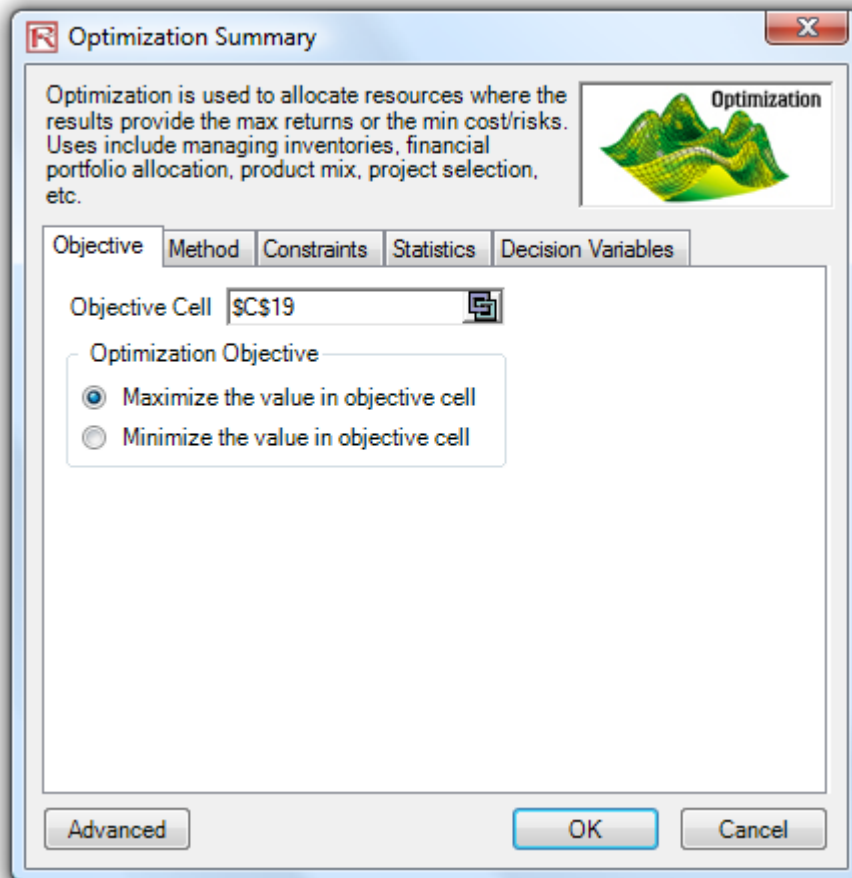 Optimization Summary
Optimization is used to allocate resources where the
results provide the max returns or the min cost/risks.
Uses include managing inventories, financial
portfolio allocation, product mix, project selection,
etc.
Optimization
Objective Method Constraints Statistics Decision Variables
Objective Cell $C$19
Optimization Objective
Maximize the value in objective cell
Minimize the value in objective cell
Advanced OK Cancel